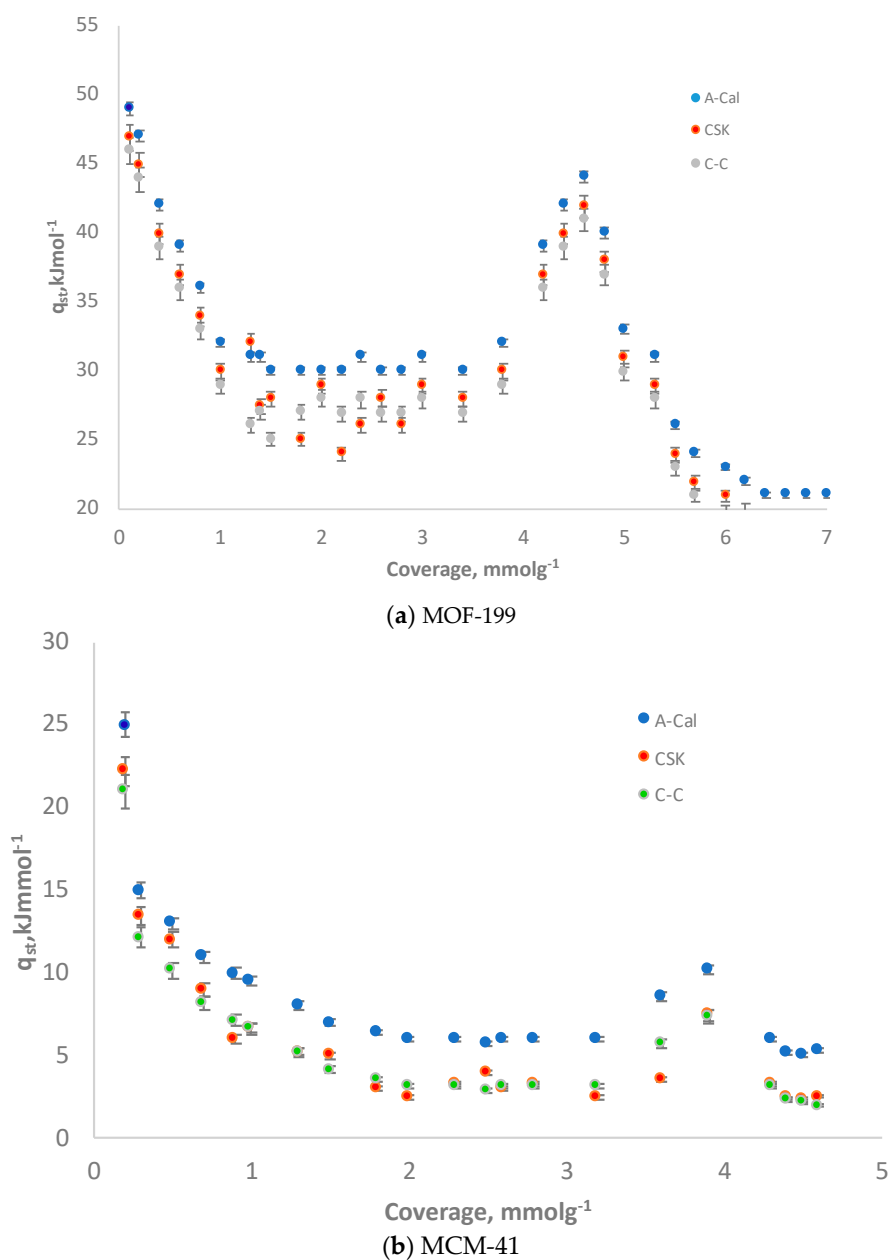 55
50
45
40
35
30
25
20
q_st,kJmol⁻¹
A-Cal
CSK
C-C
0 1 2 3 4 5 6 7
Coverage, mmolg⁻¹
(a) MOF-199
30
25
20
15
10
5
0
q_st,kJmmol⁻¹
A-Cal
CSK
C-C
0 1 2 3 4 5
Coverage, mmolg⁻¹
(b) MCM-41